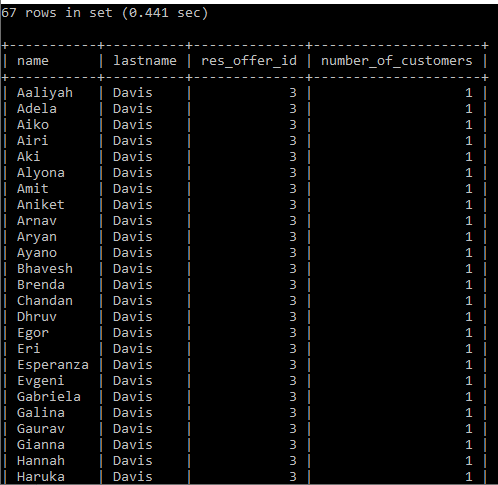 67 rows in set (0.441 sec)
+-----------+----------+--------------+---------------------+
| name      | lastname | res_offer_id | number_of_customers |
+-----------+----------+--------------+---------------------+
| Aaliyah   | Davis    |            3 |                   1 |
| Adela     | Davis    |            3 |                   1 |
| Aiko      | Davis    |            3 |                   1 |
| Airi      | Davis    |            3 |                   1 |
| Aki       | Davis    |            3 |                   1 |
| Alyona    | Davis    |            3 |                   1 |
| Amit      | Davis    |            3 |                   1 |
| Aniket    | Davis    |            3 |                   1 |
| Arnav     | Davis    |            3 |                   1 |
| Aryan     | Davis    |            3 |                   1 |
| Ayano     | Davis    |            3 |                   1 |
| Bhavesh   | Davis    |            3 |                   1 |
| Brenda    | Davis    |            3 |                   1 |
| Chandan   | Davis    |            3 |                   1 |
| Dhruv     | Davis    |            3 |                   1 |
| Egor      | Davis    |            3 |                   1 |
| Eri       | Davis    |            3 |                   1 |
| Esperanza | Davis    |            3 |                   1 |
| Evgeni    | Davis    |            3 |                   1 |
| Gabriela  | Davis    |            3 |                   1 |
| Galina    | Davis    |            3 |                   1 |
| Gaurav    | Davis    |            3 |                   1 |
| Gianna    | Davis    |            3 |                   1 |
| Hannah    | Davis    |            3 |                   1 |
| Haruka    | Davis    |            3 |                   1 |